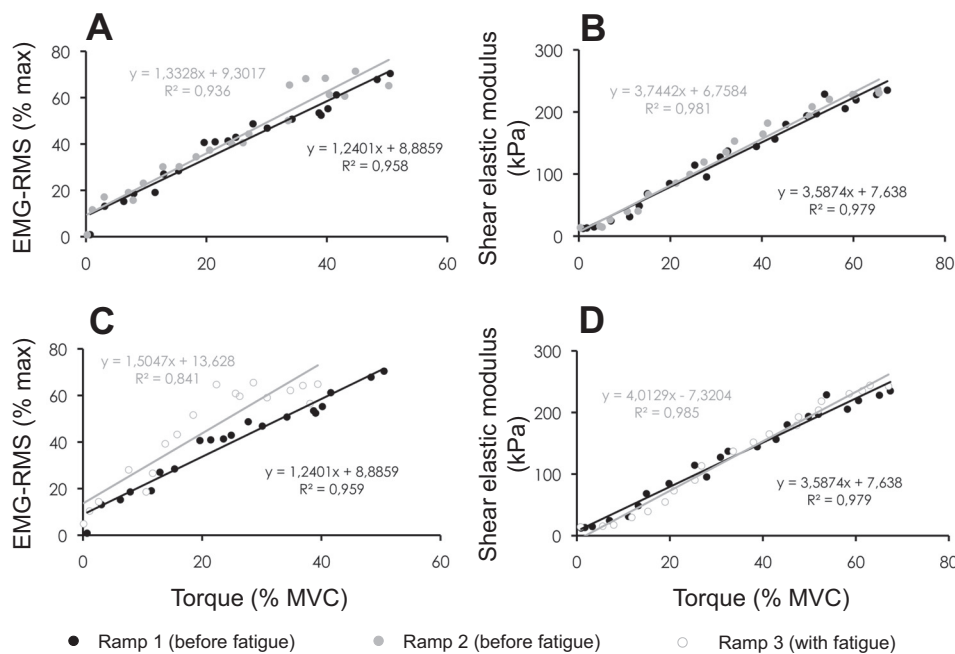 A
EMG-RMS (% max)
80
60
40
20
0
0
20
40
60
y = 1,3328x + 9,3017
R² = 0,936
y = 1,2401x + 8,8859
R² = 0,958
B
Shear elastic modulus
(kPa)
300
200
100
0
0
20
40
60
80
y = 3,7442x + 6,7584
R² = 0,981
y = 3,5874x + 7,638
R² = 0,979
C
EMG-RMS (% max)
80
60
40
20
0
0
20
40
60
y = 1,5047x + 13,628
R² = 0,841
y = 1,2401x + 8,8859
R² = 0,959
Torque (% MVC)
D
Shear elastic modulus
(kPa)
300
200
100
0
0
20
40
60
80
y = 4,0129x - 7,3204
R² = 0,985
y = 3,5874x + 7,638
R² = 0,979
Torque (% MVC)
Ramp 1 (before fatigue)
Ramp 2 (before fatigue)
Ramp 3 (with fatigue)